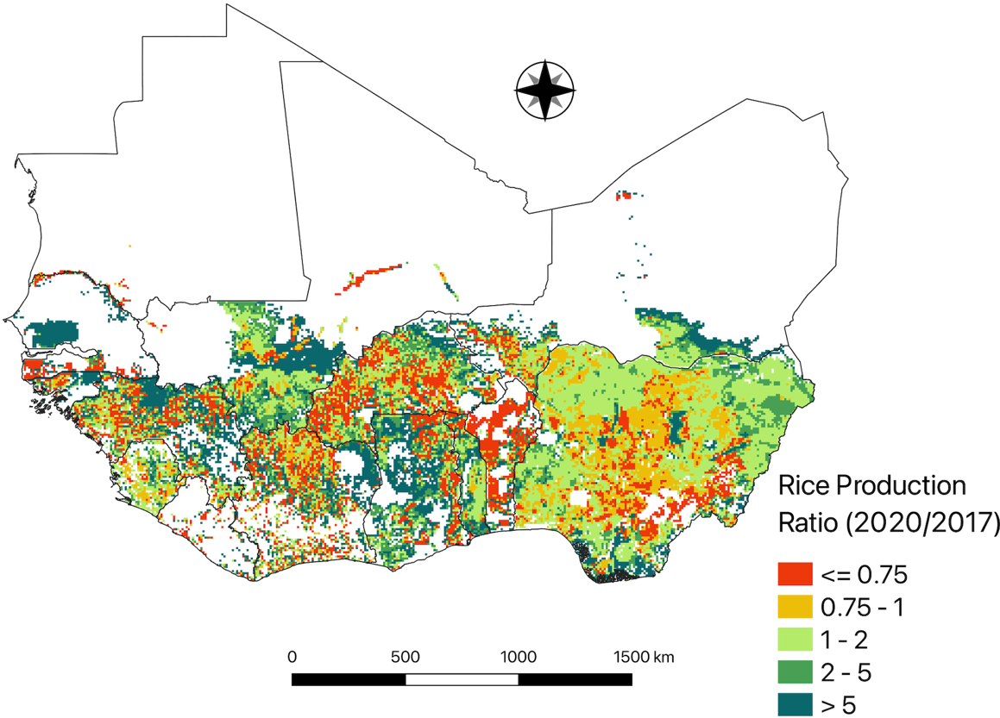 Rice Production
Ratio (2020/2017)
<= 0.75
0.75 - 1
1 - 2
2 - 5
> 5
0 500 1000 1500 km